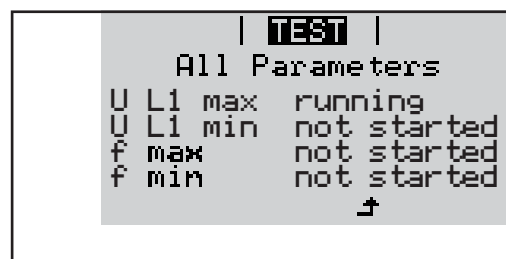 | TEST |
All Parameters
U L1 max running
U L1 min not started
f max not started
f min not started